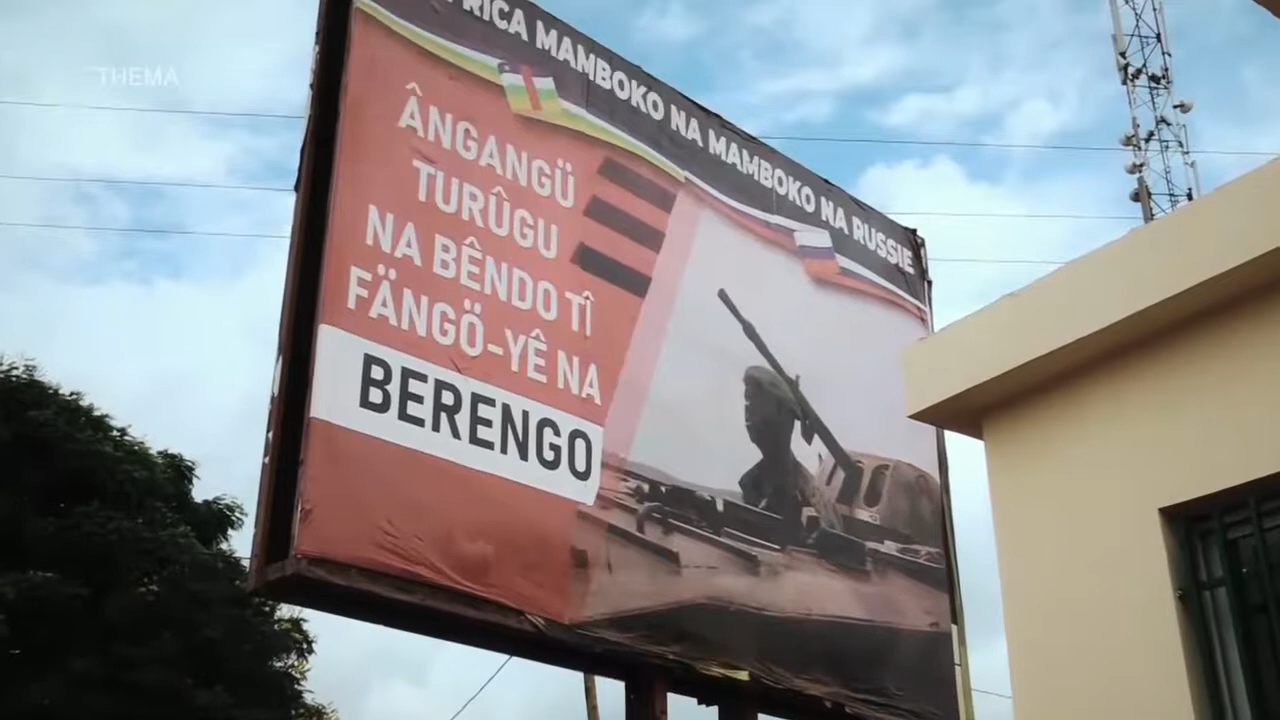 THEMA
RICA MAMBOKO NA MAMBOKO NA RUSSIE
ÂNGANGÜ
TURÛGU
NA BÊNDO TÎ
FÄNGÖ-YÊ NA
BERENGO